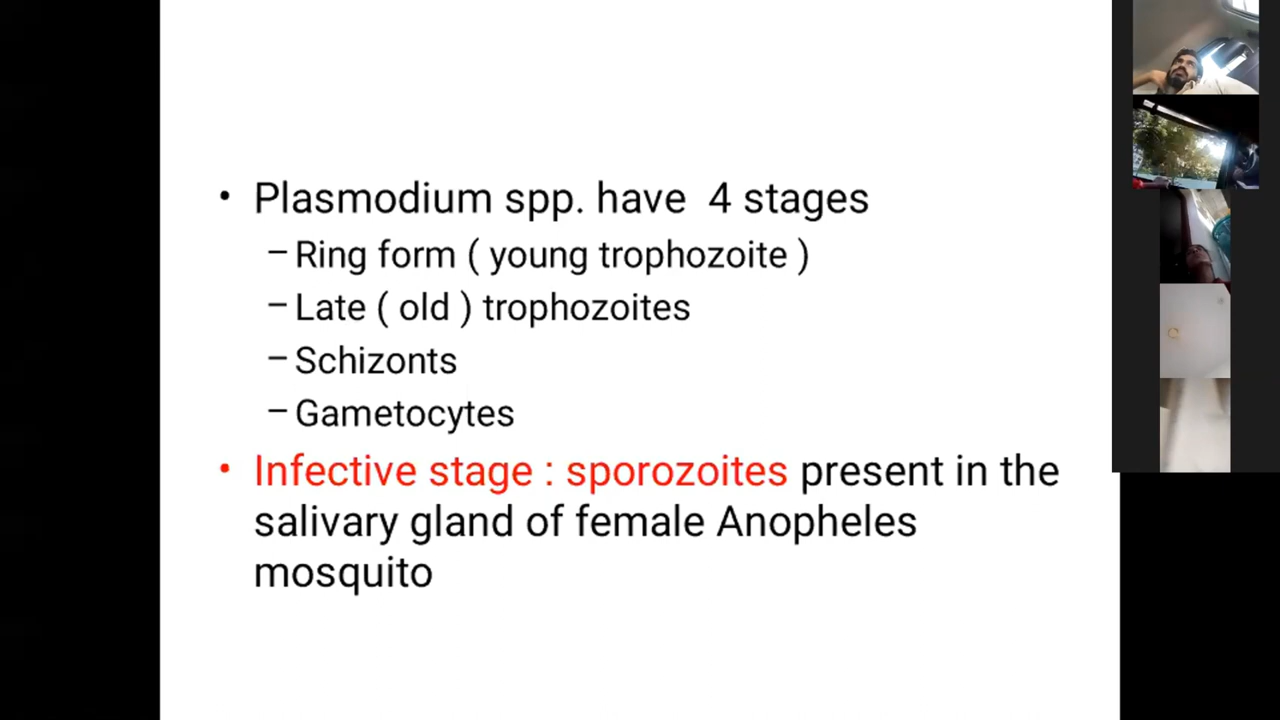 • Plasmodium spp. have 4 stages
– Ring form ( young trophozoite )
– Late ( old ) trophozoites
– Schizonts
– Gametocytes
• Infective stage : sporozoites present in the
salivary gland of female Anopheles
mosquito